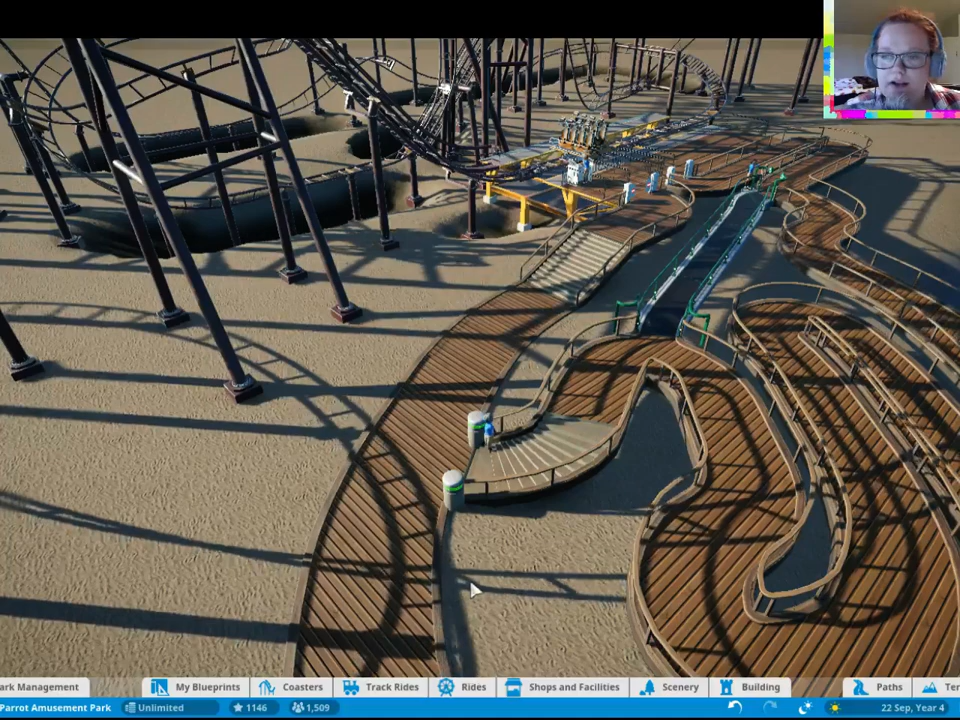 ark Management
My Blueprints
Coasters
Track Rides
Rides
Shops and Facilities
Scenery
Building
Paths
Ter
Parrot Amusement Park
Unlimited
1146
1,509
22 Sep, Year 4